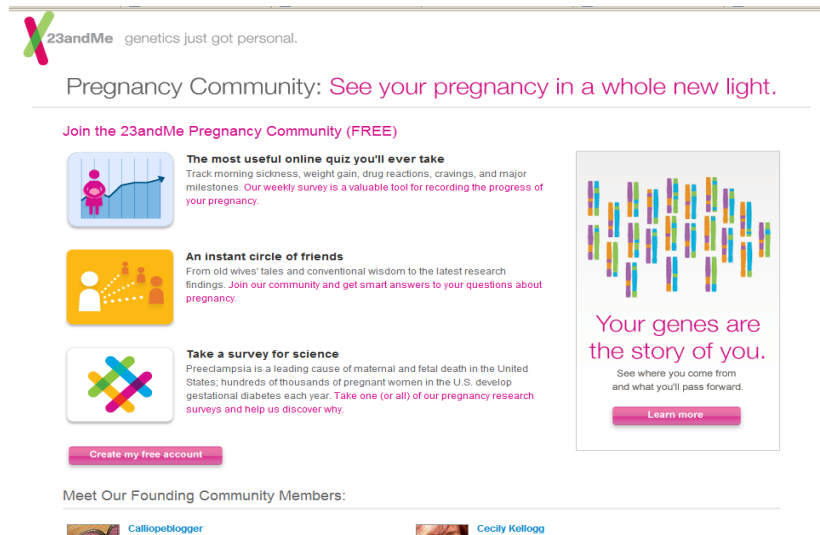 23andMe genetics just got personal.
Pregnancy Community: See your pregnancy in a whole new light.
Join the 23andMe Pregnancy Community (FREE)
The most useful online quiz you'll ever take
Track morning sickness, weight gain, drug reactions, cravings, and major
milestones. Our weekly survey is a valuable tool for recording the progress of
your pregnancy.
An instant circle of friends
From old wives' tales and conventional wisdom to the latest research
findings. Join our community and get smart answers to your questions about
pregnancy.
Take a survey for science
Preeclampsia is a leading cause of maternal and fetal death in the United
States; hundreds of thousands of pregnant women in the U.S. develop
gestational diabetes each year. Take one (or all) of our pregnancy research
surveys and help us discover why.
Create my free account
Your genes are
the story of you.
See where you come from
and what you'll pass forward.
Learn more
Meet Our Founding Community Members:
Calliopeblogger
Cecily Kellogg